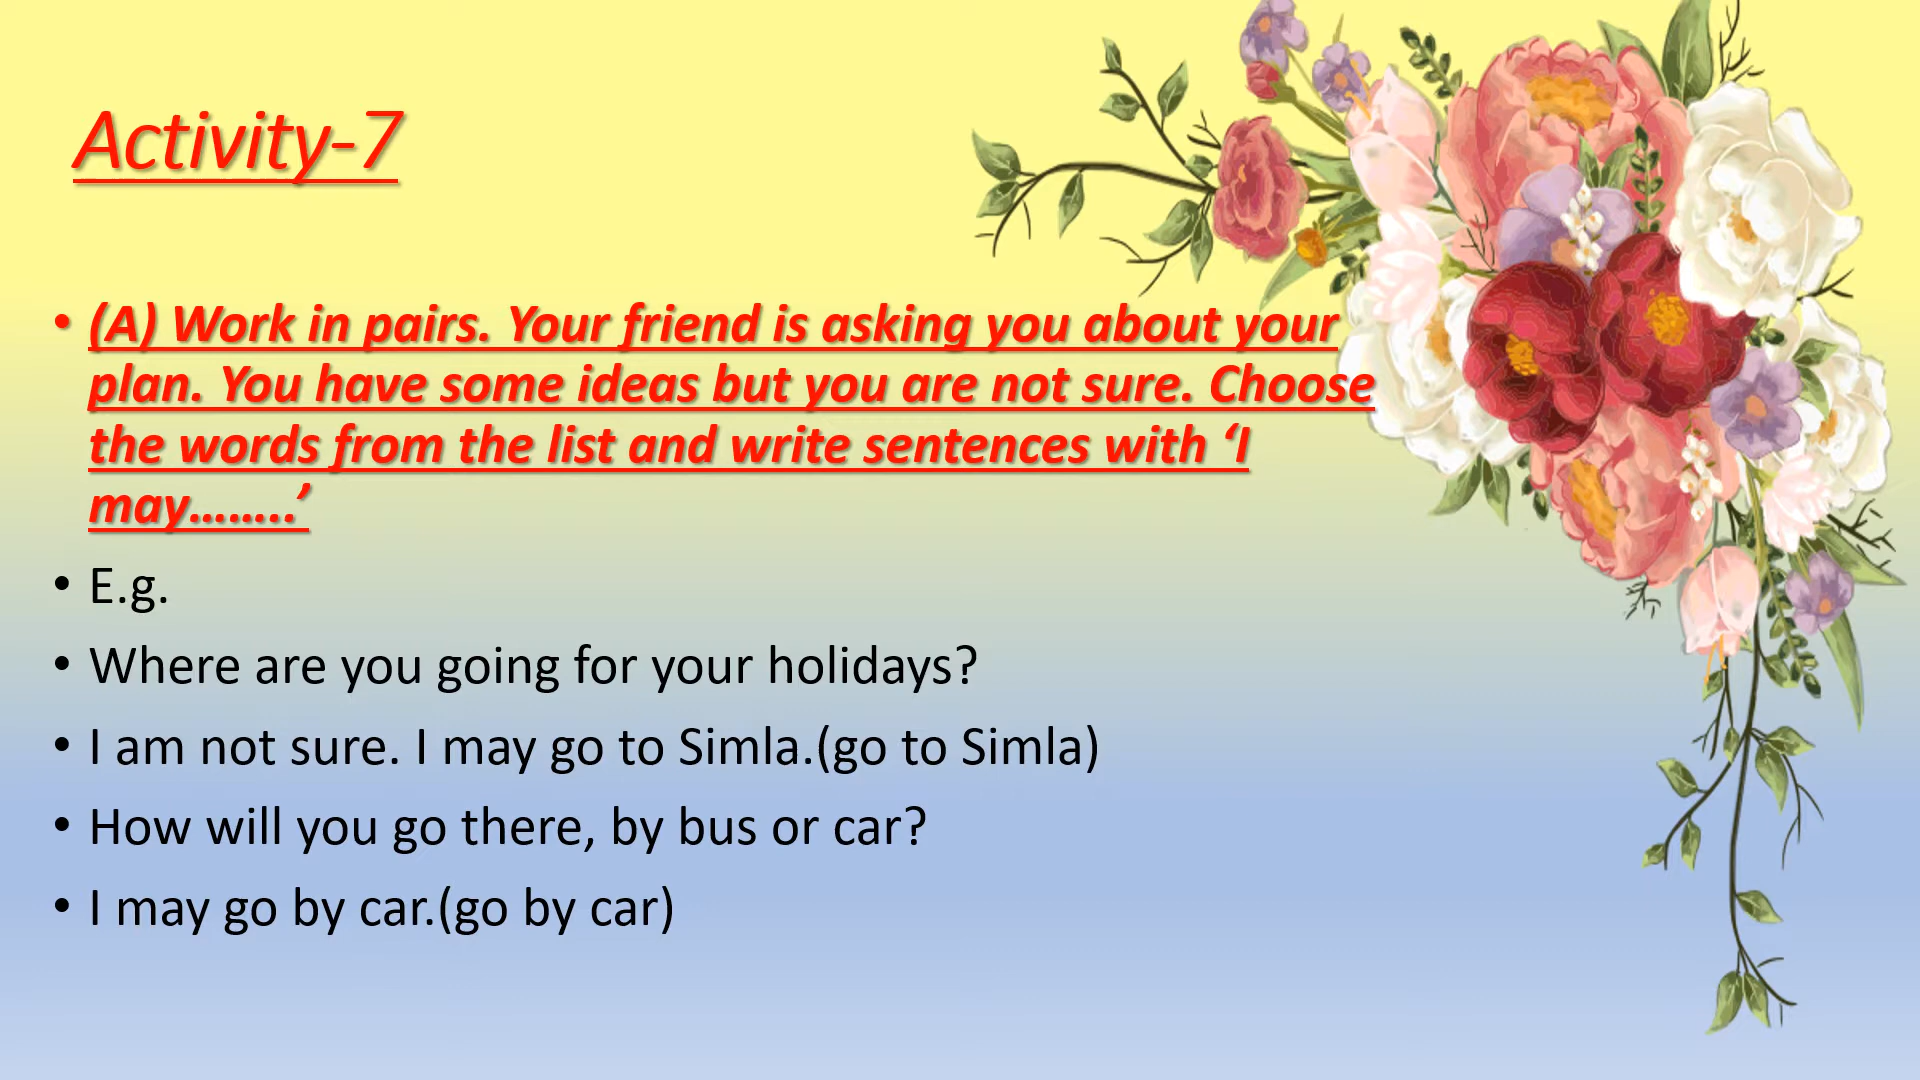 Activity-7
• (A) Work in pairs. Your friend is asking you about your
plan. You have some ideas but you are not sure. Choose
the words from the list and write sentences with ‘I
may……..’
• E.g.
• Where are you going for your holidays?
• I am not sure. I may go to Simla.(go to Simla)
• How will you go there, by bus or car?
• I may go by car.(go by car)